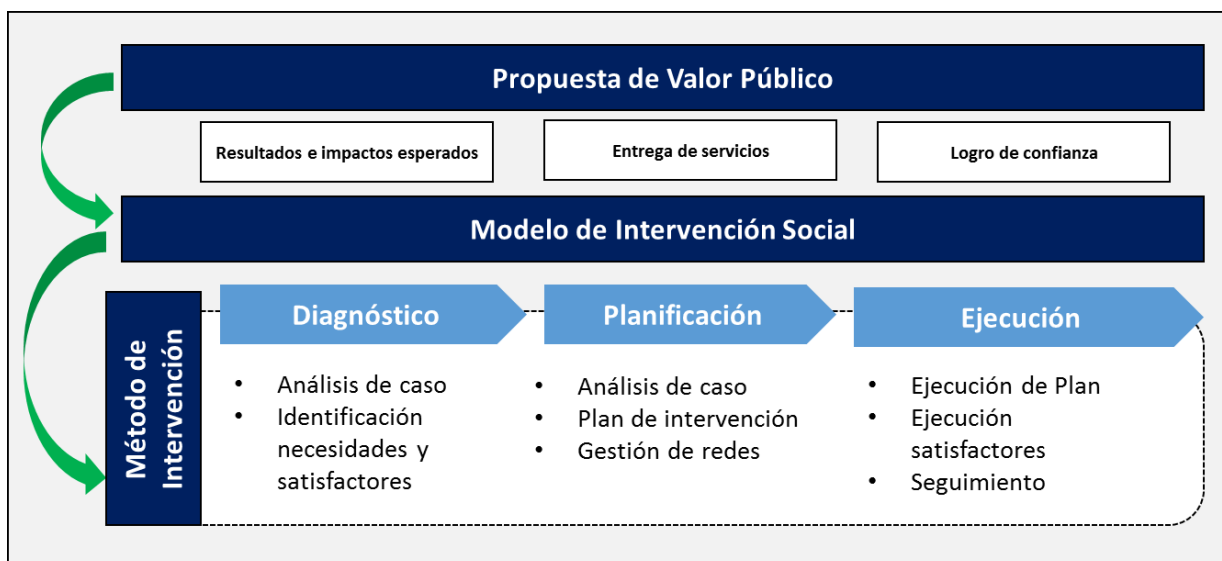 Propuesta de Valor Público
Resultados e impactos esperados
Entrega de servicios
Logro de confianza
Modelo de Intervención Social
Método de
Intervención
Diagnóstico
• Análisis de caso
• Identificación
necesidades y
satisfactores
Planificación
• Análisis de caso
• Plan de intervención
• Gestión de redes
Ejecución
• Ejecución de Plan
• Ejecución
satisfactores
• Seguimiento